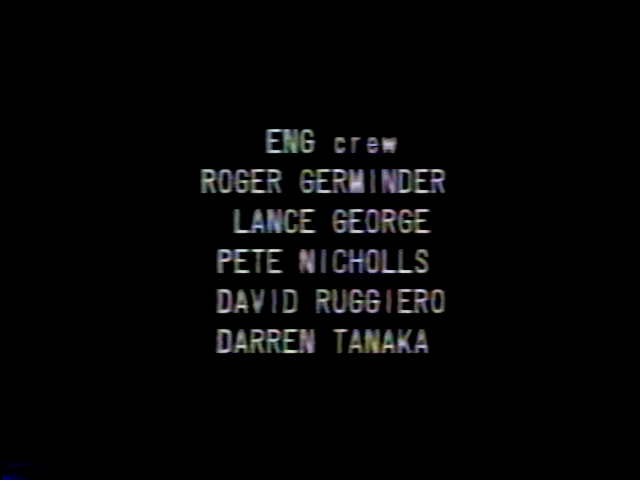 ENG crew
ROGER GERMINDER
LANCE GEORGE
PETE NICHOLLS
DAVID RUGGIERO
DARREN TANAKA